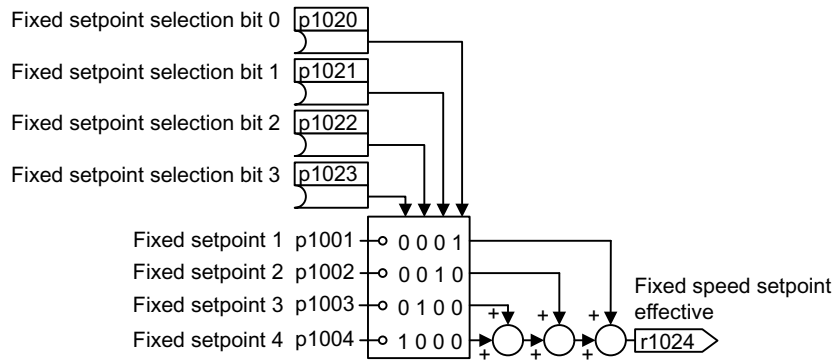 Fixed setpoint selection bit 0 p1020
Fixed setpoint selection bit 1 p1021
Fixed setpoint selection bit 2 p1022
Fixed setpoint selection bit 3 p1023
Fixed setpoint 1 p1001 0 0 0 1
Fixed setpoint 2 p1002 0 0 1 0
Fixed setpoint 3 p1003 0 1 0 0
Fixed setpoint 4 p1004 1 0 0 0
+ + +
+ + +
Fixed speed setpoint
effective
r1024